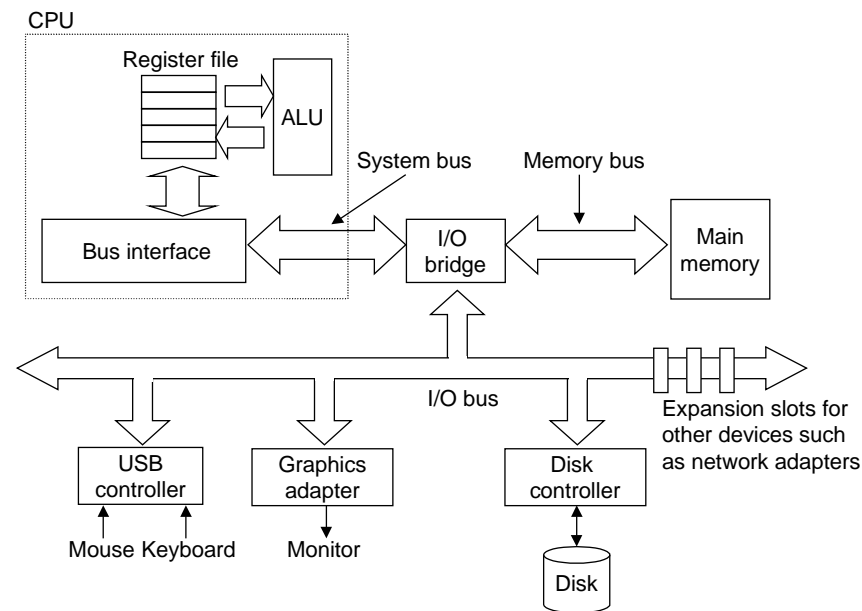 CPU
Register file
ALU
System bus
Memory bus
Bus interface
I/O
bridge
Main
memory
I/O bus
Expansion slots for
other devices such
as network adapters
USB
controller
Graphics
adapter
Disk
controller
Mouse Keyboard
Monitor
Disk